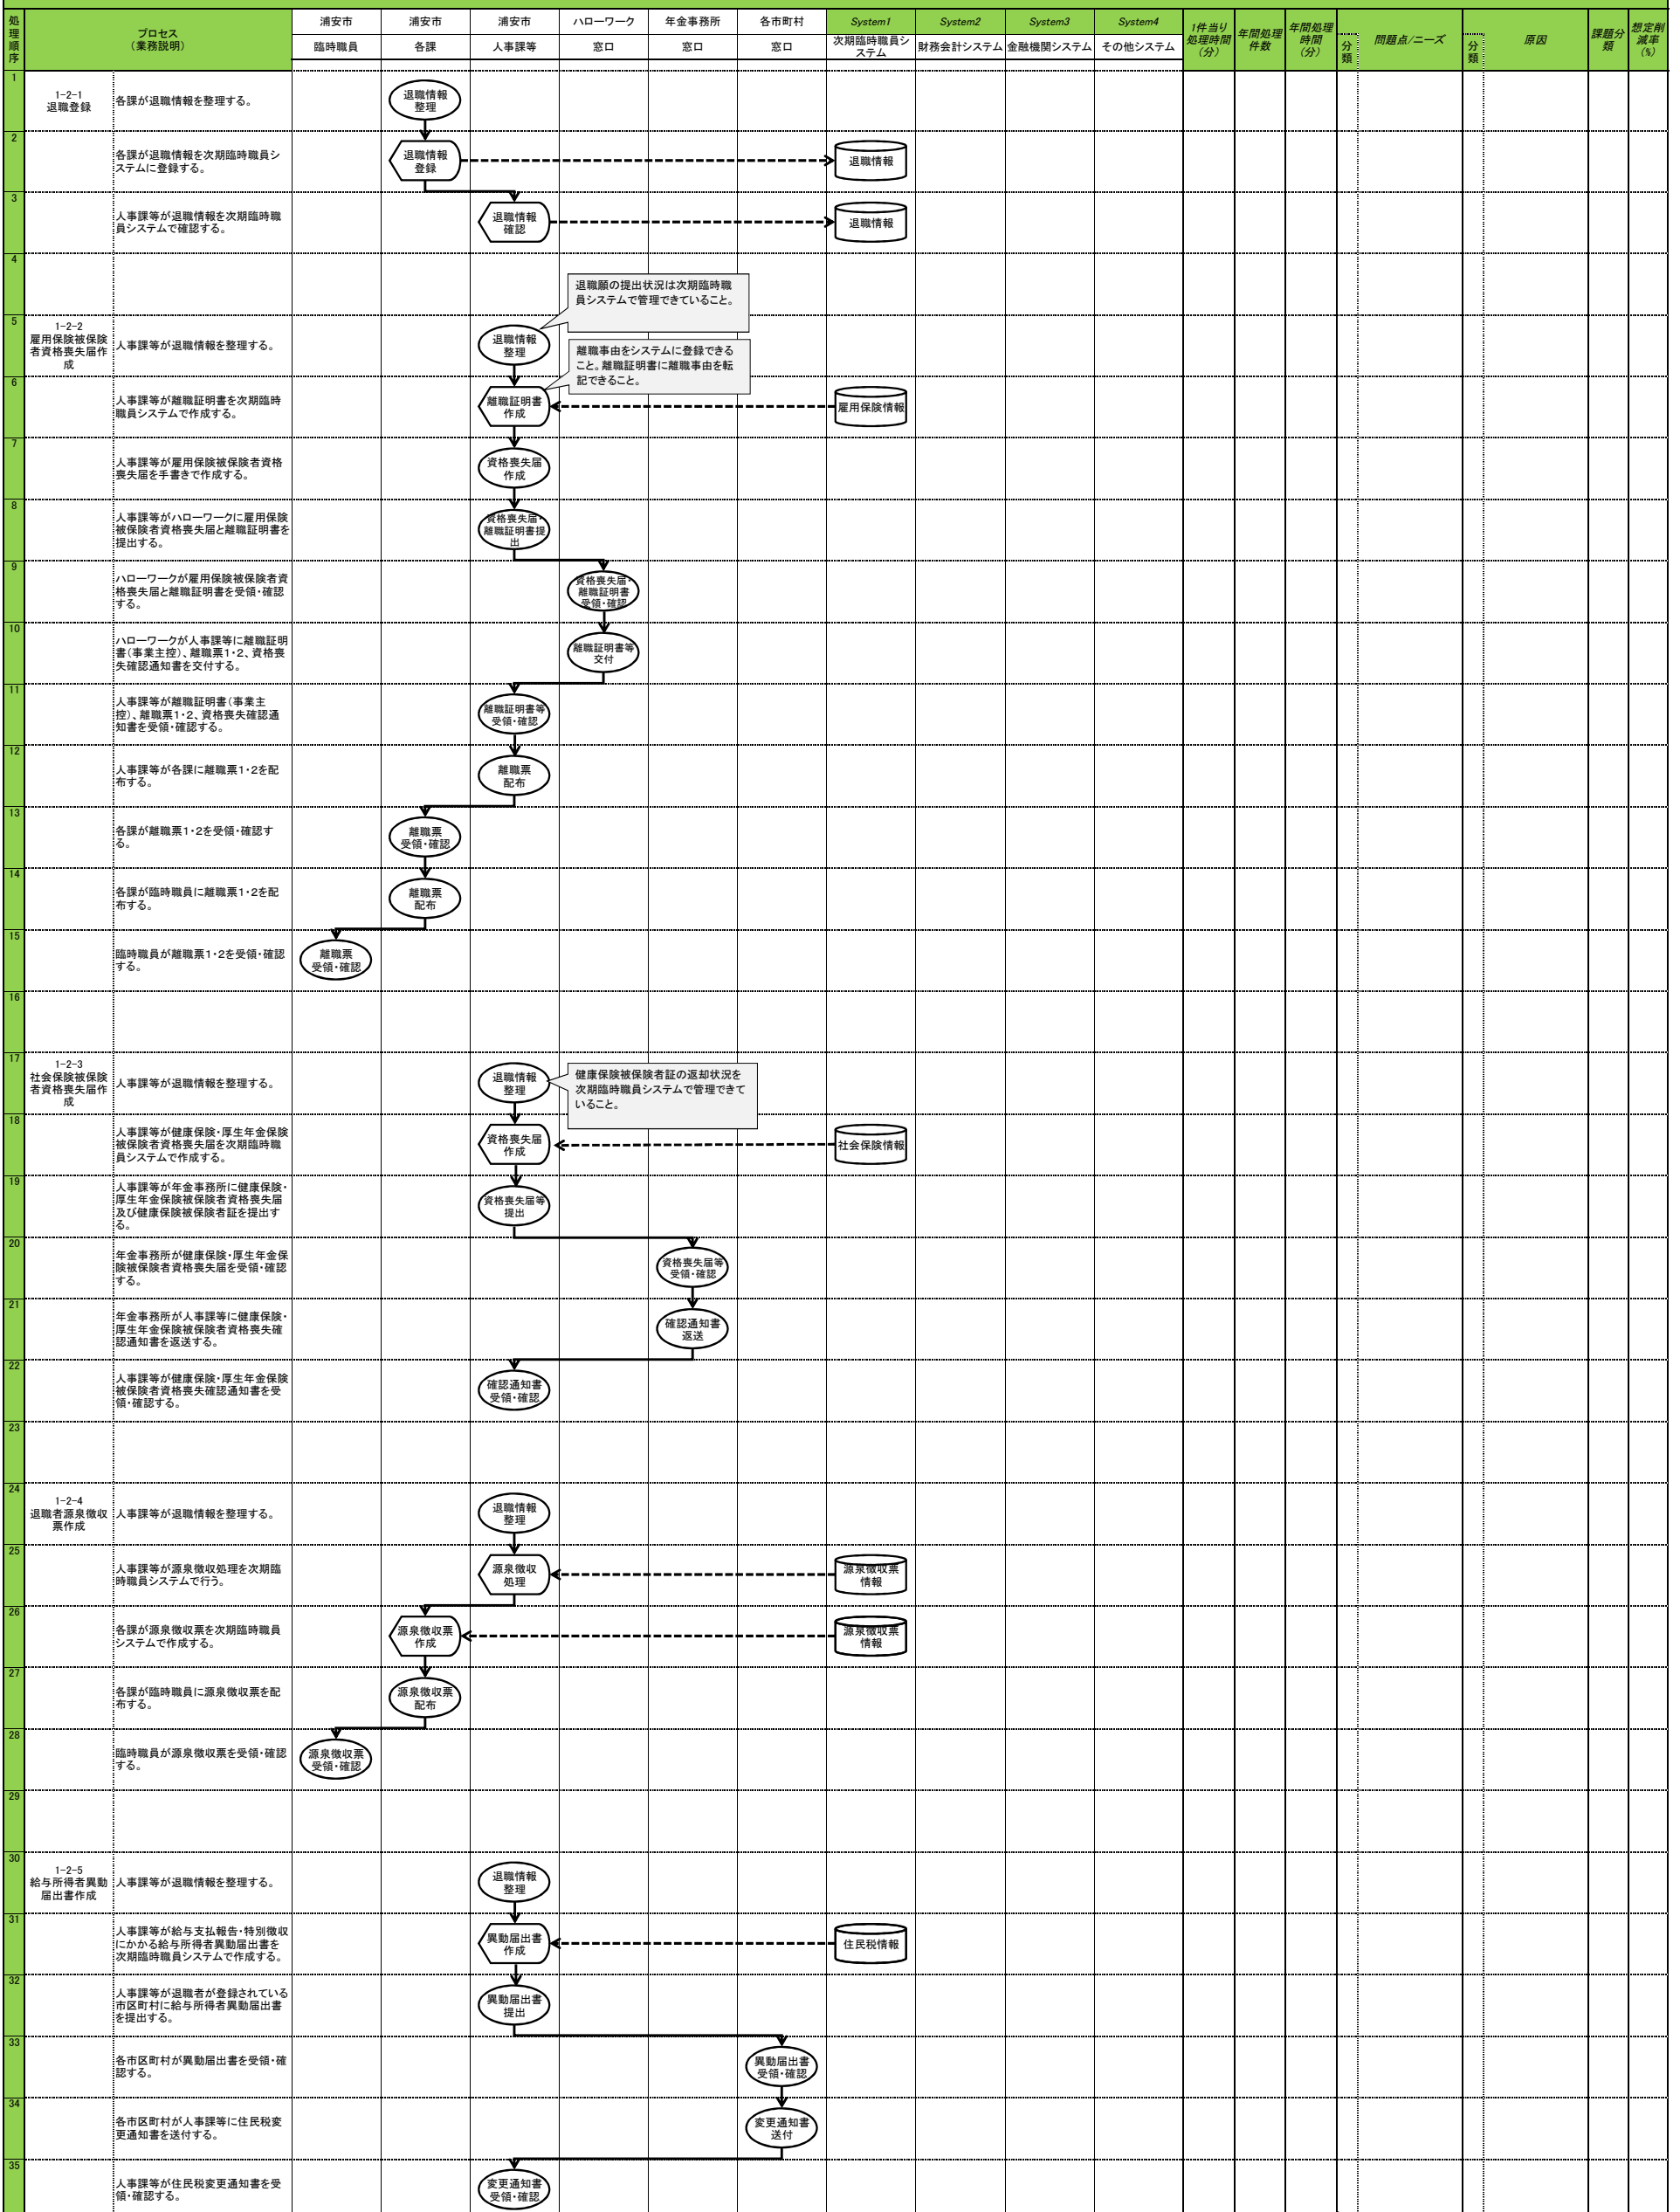 処
理
順
序
プロセス
（業務説明）
浦安市
浦安市
浦安市
ハローワーク
年金事務所
各市町村
System1
System2
System3
System4
臨時職員
各課
人事課等
窓口
窓口
窓口
次期臨時職員シ
ステム
財務会計システム
金融機関システム
その他システム
1件当り
処理時間
（分）
年間処理
件数
年間処理
時間
（分）
分
類
問題点/ニーズ
分
類
原因
課題分
類
想定削
減率
（%）
1
1-2-1
退職登録
各課が退職情報を整理する。
退職情報
整理
2
各課が退職情報を次期臨時職員シ
ステムに登録する。
退職情報
登録
退職情報
3
人事課等が退職情報を次期臨時職
員システムで確認する。
退職情報
確認
退職情報
4
退職願の提出状況は次期臨時職
員システムで管理できていること。
5
1-2-2
雇用保険被保険
者資格喪失届作
成
人事課等が退職情報を整理する。
退職情報
整理
離職事由をシステムに登録できる
こと。離職証明書に離職事由を転
記できること。
6
人事課等が離職証明書を次期臨時
職員システムで作成する。
離職証明書
作成
雇用保険情報
7
人事課等が雇用保険被保険者資格
喪失届を手書きで作成する。
資格喪失届
作成
8
人事課等がハローワークに雇用保険
被保険者資格喪失届と離職証明書を
提出する。
資格喪失届・
離職証明書提
出
9
ハローワークが雇用保険被保険者資
格喪失届と離職証明書を受領・確認
する。
資格喪失届・
離職証明書
受領・確認
10
ハローワークが人事課等に離職証明
書（事業主控）、離職票1・2、資格喪
失確認通知書を交付する。
離職証明書等
交付
11
人事課等が離職証明書（事業主
控）、離職票1・2、資格喪失確認通
知書を受領・確認する。
離職証明書等
受領・確認
12
人事課等が各課に離職票1・2を配
布する。
離職票
配布
13
各課が離職票1・2を受領・確認す
る。
離職票
受領・確認
14
各課が臨時職員に離職票1・2を配
布する。
離職票
配布
15
臨時職員が離職票1・2を受領・確認
する。
離職票
受領・確認
16
17
1-2-3
社会保険被保険
者資格喪失届作
成
人事課等が退職情報を整理する。
退職情報
整理
健康保険被保険者証の返却状況を
次期臨時職員システムで管理できて
いること。
18
人事課等が健康保険・厚生年金保険
被保険者資格喪失届を次期臨時職
員システムで作成する。
資格喪失届
作成
社会保険情報
19
人事課等が年金事務所に健康保険・
厚生年金保険被保険者資格喪失届
及び健康保険被保険者証を提出す
る。
資格喪失届等
提出
20
年金事務所が健康保険・厚生年金保
険被保険者資格喪失届を受領・確認
する。
資格喪失届等
受領・確認
21
年金事務所が人事課等に健康保険・
厚生年金保険被保険者資格喪失確
認通知書を返送する。
確認通知書
返送
22
人事課等が健康保険・厚生年金保険
被保険者資格喪失確認通知書を受
領・確認する。
確認通知書
受領・確認
23
24
1-2-4
退職者源泉徴収
票作成
人事課等が退職情報を整理する。
退職情報
整理
25
人事課等が源泉徴収処理を次期臨
時職員システムで行う。
源泉徴収
処理
源泉徴収票
情報
26
各課が源泉徴収票を次期臨時職員
システムで作成する。
源泉徴収票
作成
源泉徴収票
情報
27
各課が臨時職員に源泉徴収票を配
布する。
源泉徴収票
配布
28
臨時職員が源泉徴収票を受領・確認
する。
源泉徴収票
受領・確認
29
30
1-2-5
給与所得者異動
届出書作成
人事課等が退職情報を整理する。
退職情報
整理
31
人事課等が給与支払報告・特別徴収
にかかる給与所得者異動届出書を
次期臨時職員システムで作成する。
異動届出書
作成
住民税情報
32
人事課等が退職者が登録されている
市区町村に給与所得者異動届出書
を提出する。
異動届出書
提出
33
各市区町村が異動届出書を受領・確
認する。
異動届出書
受領・確認
34
各市区町村が人事課等に住民税変
更通知書を送付する。
変更通知書
送付
35
人事課等が住民税変更通知書を受
領・確認する。
変更通知書
受領・確認